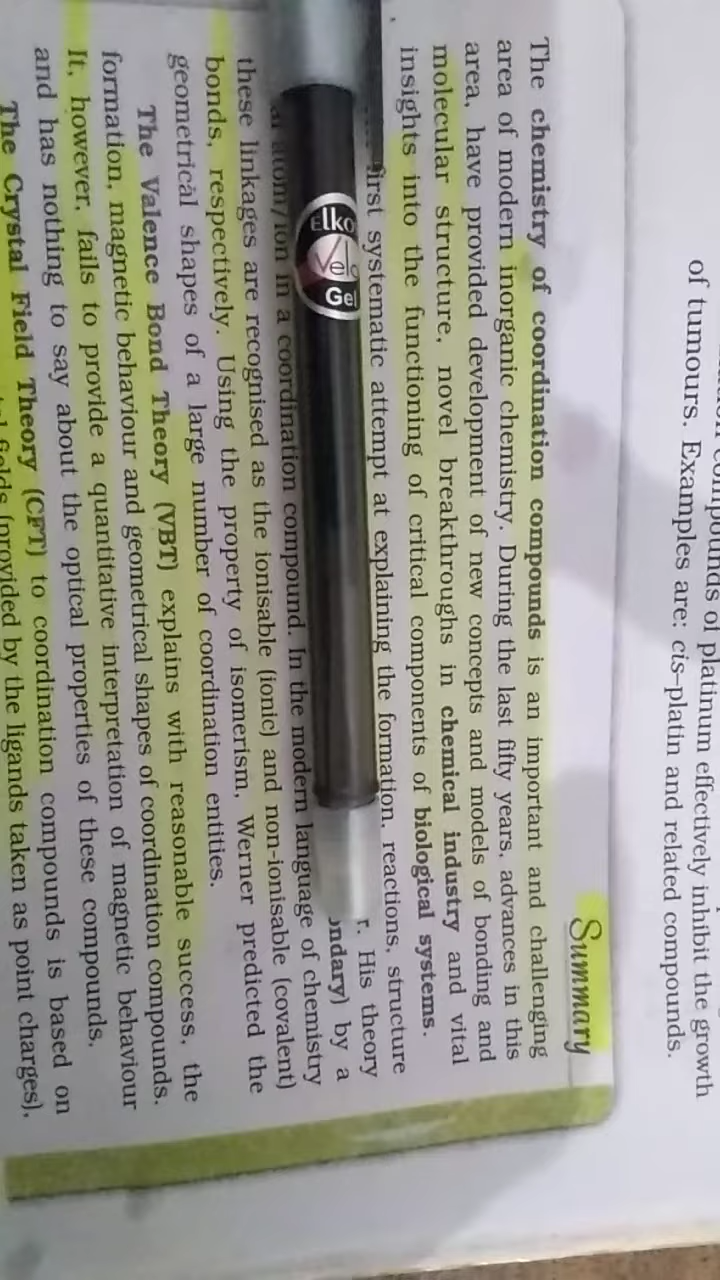 compounds of platinum effectively inhibit the growth
of tumours. Examples are: cis–platin and related compounds.
Summary
The chemistry of coordination compounds is an important and challenging
area of modern inorganic chemistry. During the last fifty years, advances in this
area, have provided development of new concepts and models of bonding and
molecular structure, novel breakthroughs in chemical industry and vital
insights into the functioning of critical components of biological systems.
first systematic attempt at explaining the formation, reactions, structure
r. His theory
ondary) by a
atom/ion in a coordination compound. In the modern language of chemistry
these linkages are recognised as the ionisable (ionic) and non-ionisable (covalent)
bonds, respectively. Using the property of isomerism, Werner predicted the
geometrical shapes of a large number of coordination entities.
The Valence Bond Theory (VBT) explains with reasonable success, the
formation, magnetic behaviour and geometrical shapes of coordination compounds.
It, however, fails to provide a quantitative interpretation of magnetic behaviour
and has nothing to say about the optical properties of these compounds.
The Crystal Field Theory (CFT) to coordination compounds is based on
fields (provided by the ligands taken as point charges),
Elko
Velo
Gel